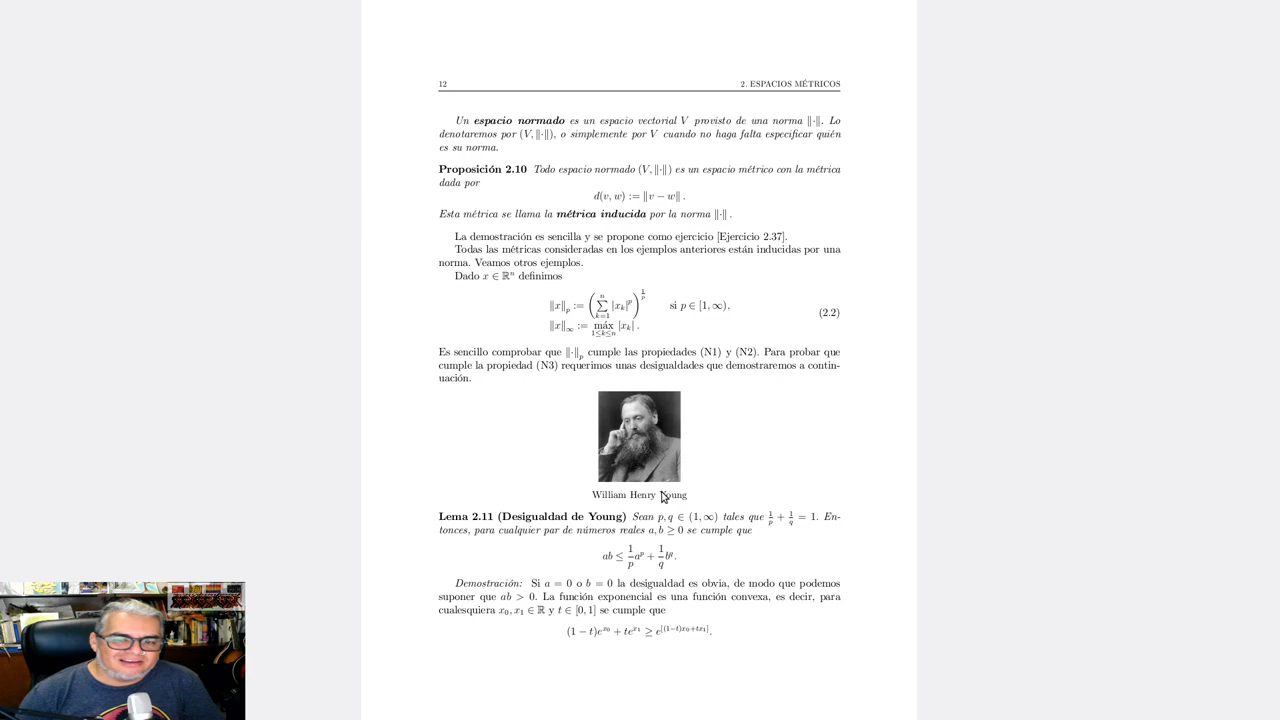 12 2. ESPACIOS MÉTRICOS
Un espacio normado es un espacio vectorial V provisto de una norma ‖·‖. Lo
denotaremos por (V, ‖·‖), o simplemente por V cuando no haga falta especificar quién
es su norma.
Proposición 2.10 Todo espacio normado (V, ‖·‖) es un espacio métrico con la métrica
dada por
d(v, w) := ‖v − w‖ .
Esta métrica se llama la métrica inducida por la norma ‖·‖ .
La demostración es sencilla y se propone como ejercicio [Ejercicio 2.37].
Todas las métricas consideradas en los ejemplos anteriores están inducidas por una
norma. Veamos otros ejemplos.
Dado x ∈ ℝⁿ definimos
‖x‖_p := (∑_{k=1}^{n} |x_k|^p)^{1/p} si p ∈ [1, ∞),
‖x‖_∞ := máx_{1≤k≤n} |x_k| . (2.2)
Es sencillo comprobar que ‖·‖_p cumple las propiedades (N1) y (N2). Para probar que
cumple la propiedad (N3) requerimos unas desigualdades que demostraremos a contin-
uación.
William Henry Young
Lema 2.11 (Desigualdad de Young) Sean p, q ∈ (1, ∞) tales que 1/p + 1/q = 1. En-
tonces, para cualquier par de números reales a, b ≥ 0 se cumple que
ab ≤ 1/p a^p + 1/q b^q.
Demostración: Si a = 0 o b = 0 la desigualdad es obvia, de modo que podemos
suponer que ab > 0. La función exponencial es una función convexa, es decir, para
cualesquiera x₀, x₁ ∈ ℝ y t ∈ [0, 1] se cumple que
(1 − t)e^{x₀} + te^{x₁} ≥ e^{[(1−t)x₀+tx₁]}.